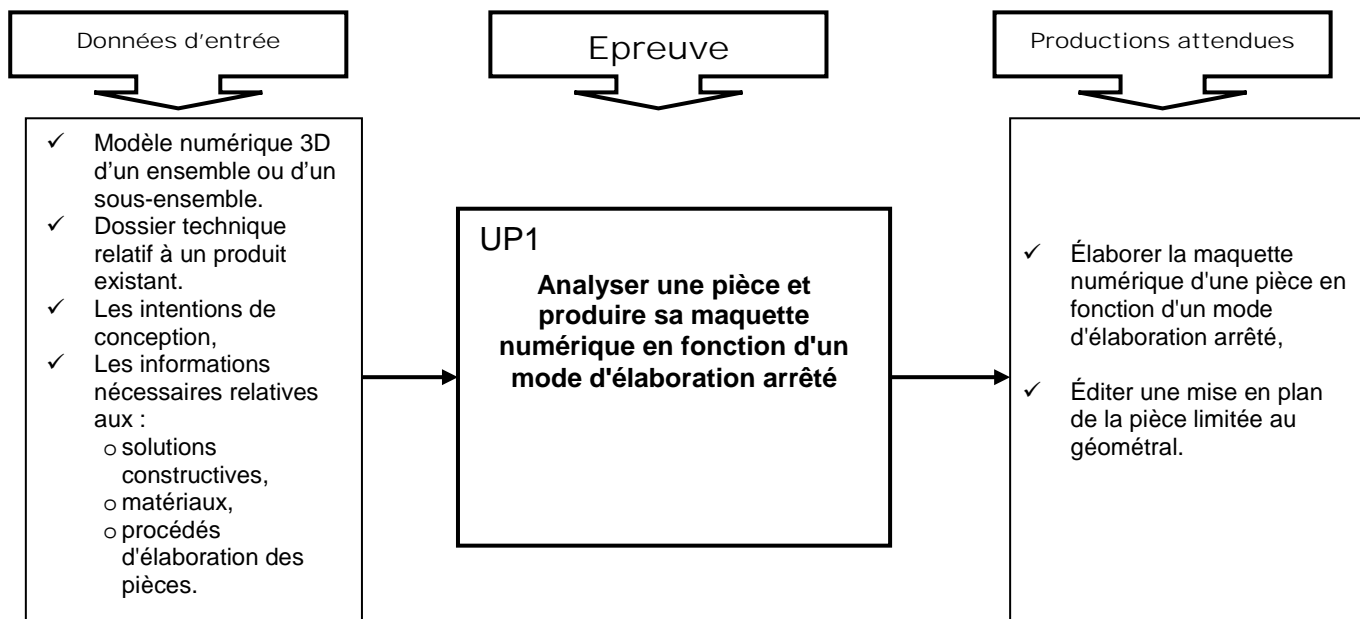 Données d'entrée
Epreuve
Productions attendues
✓ Modèle numérique 3D
d'un ensemble ou d'un
sous-ensemble.
✓ Dossier technique
relatif à un produit
existant.
✓ Les intentions de
conception,
✓ Les informations
nécessaires relatives
aux :
o solutions
constructives,
o matériaux,
o procédés
d'élaboration des
pièces.
UP1
Analyser une pièce et
produire sa maquette
numérique en fonction d'un
mode d'élaboration arrêté
✓ Élaborer la maquette
numérique d'une pièce en
fonction d'un mode
d'élaboration arrêté,
✓ Éditer une mise en plan
de la pièce limitée au
géométral.